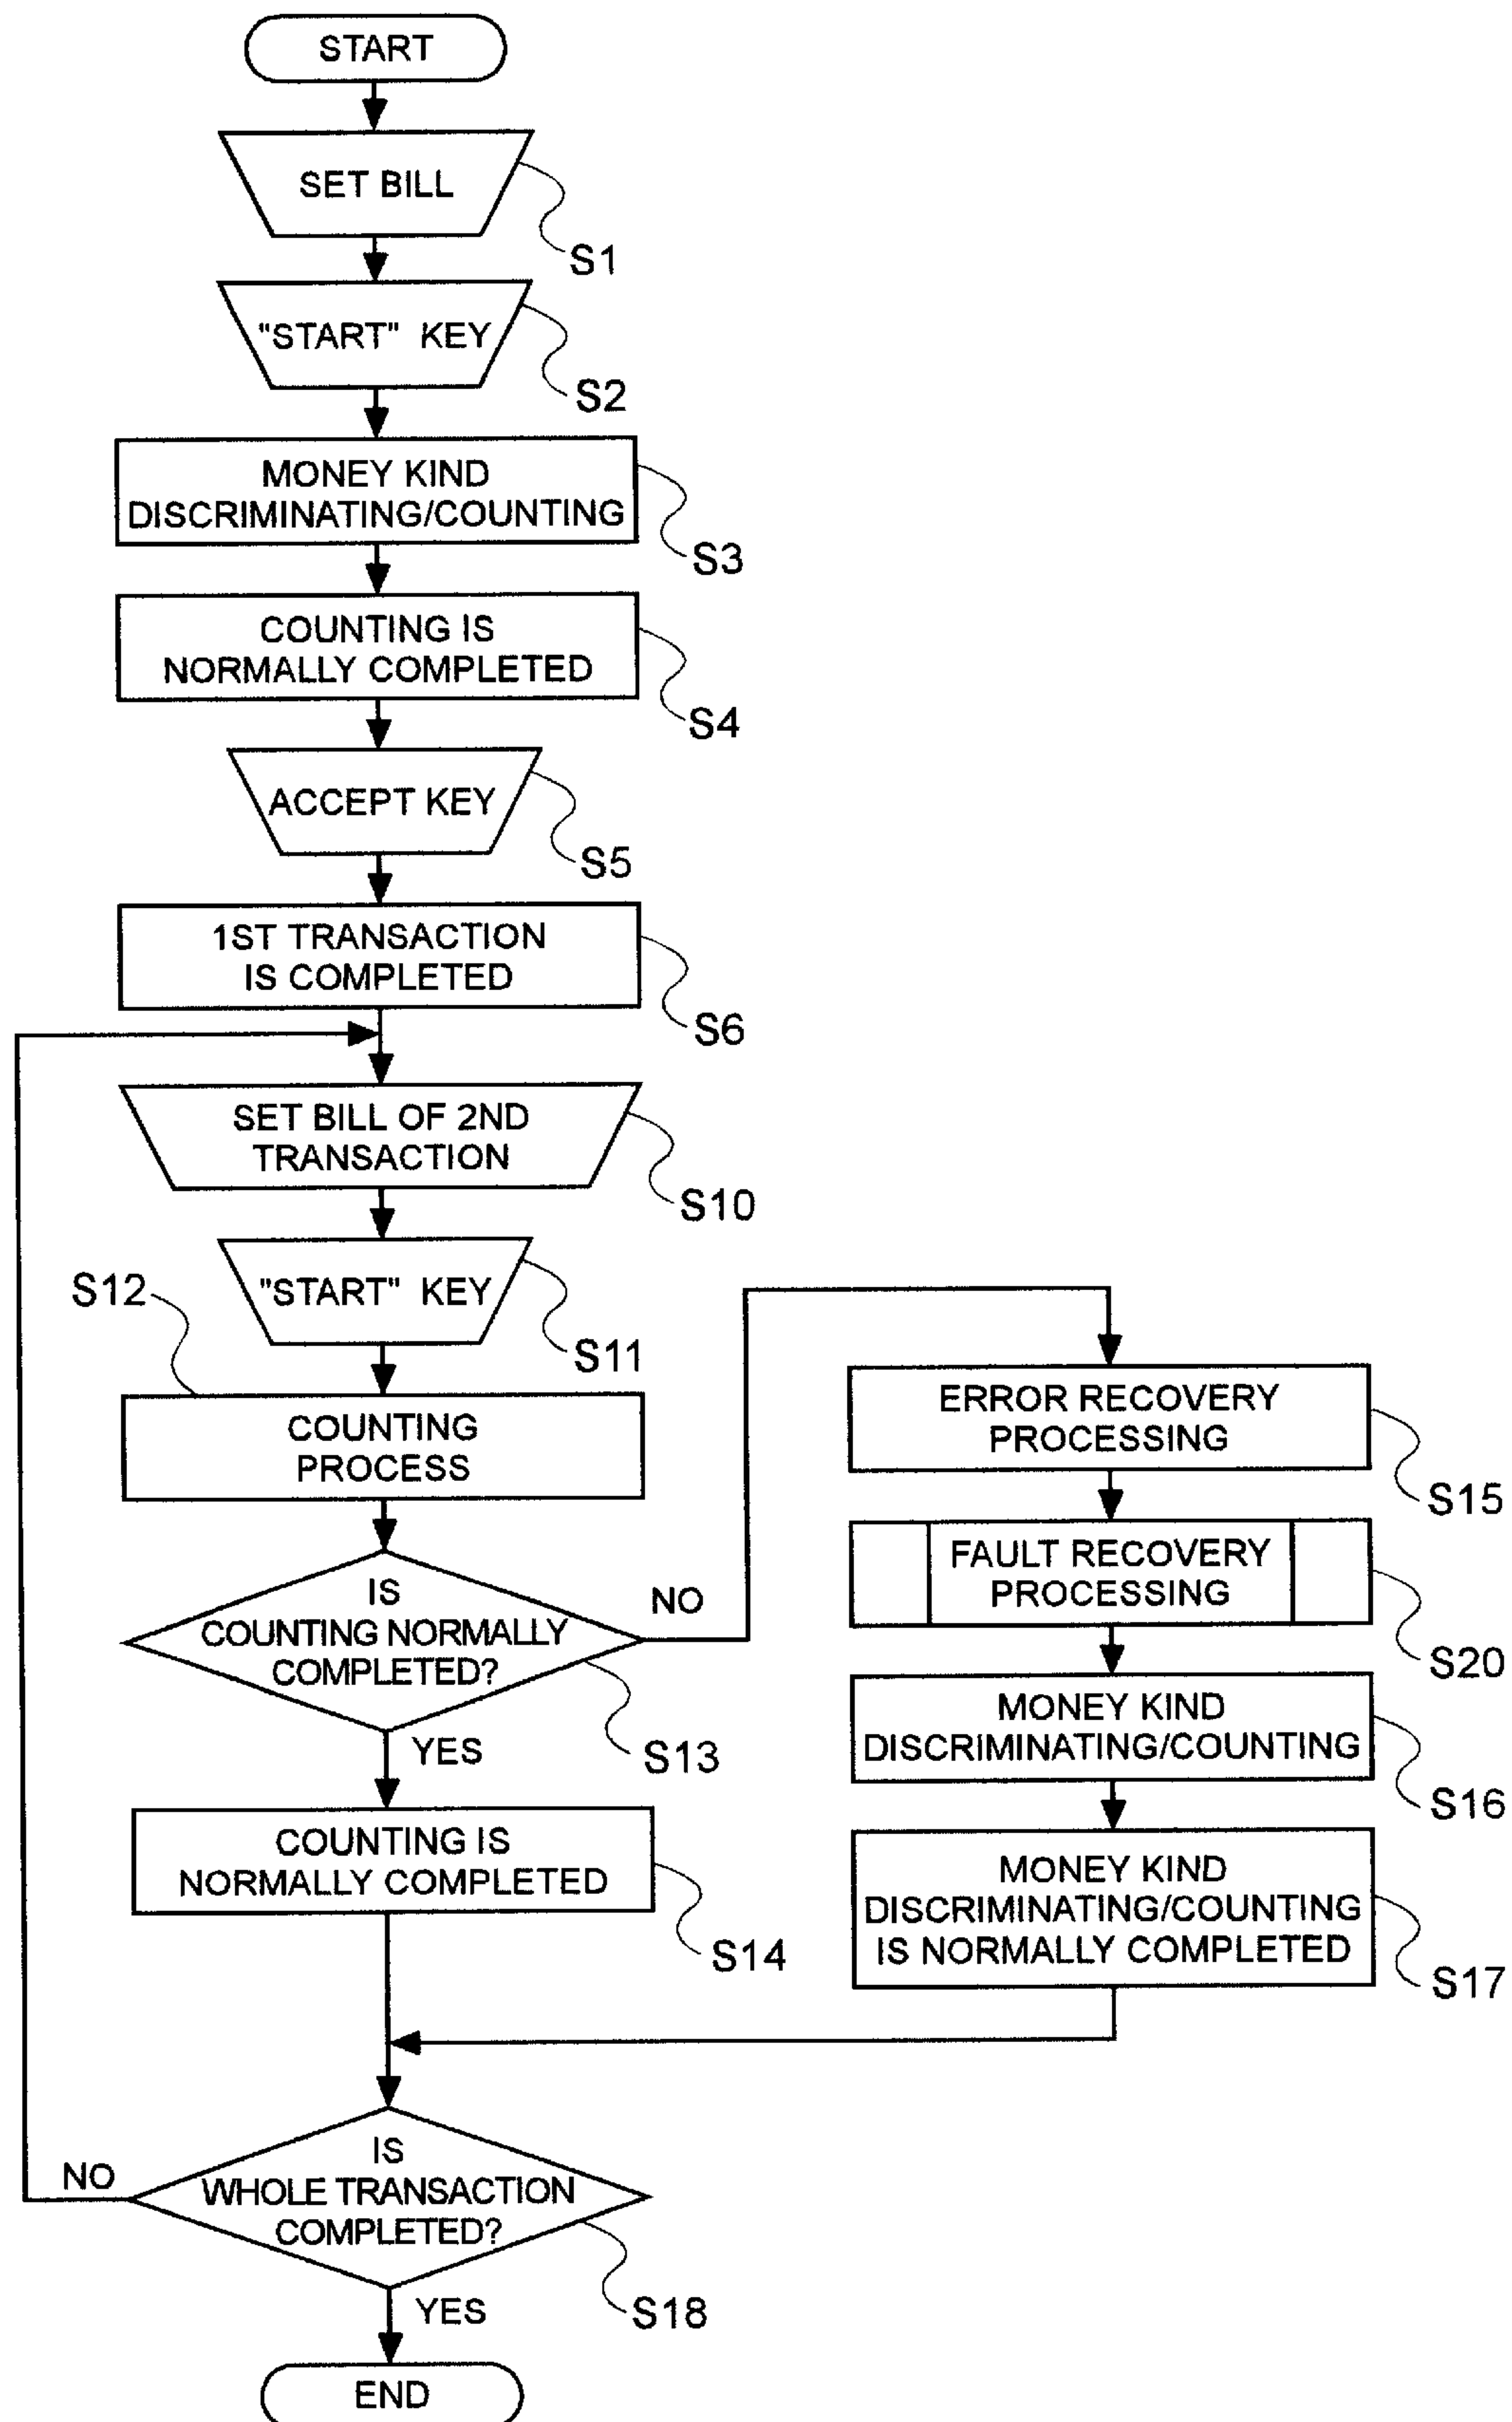 START
SET BILL
S1
"START" KEY
S2
MONEY KIND
DISCRIMINATING/COUNTING
S3
COUNTING IS
NORMALLY COMPLETED
S4
ACCEPT KEY
S5
1ST TRANSACTION
IS COMPLETED
S6
SET BILL OF 2ND
TRANSACTION
S10
"START" KEY
S11
S12
COUNTING
PROCESS
IS
COUNTING NORMALLY
COMPLETED?
S13
NO
YES
COUNTING IS
NORMALLY COMPLETED
S14
ERROR RECOVERY
PROCESSING
S15
FAULT RECOVERY
PROCESSING
S20
MONEY KIND
DISCRIMINATING/COUNTING
S16
MONEY KIND
DISCRIMINATING/COUNTING
IS NORMALLY COMPLETED
S17
IS
WHOLE TRANSACTION
COMPLETED?
S18
NO
YES
END